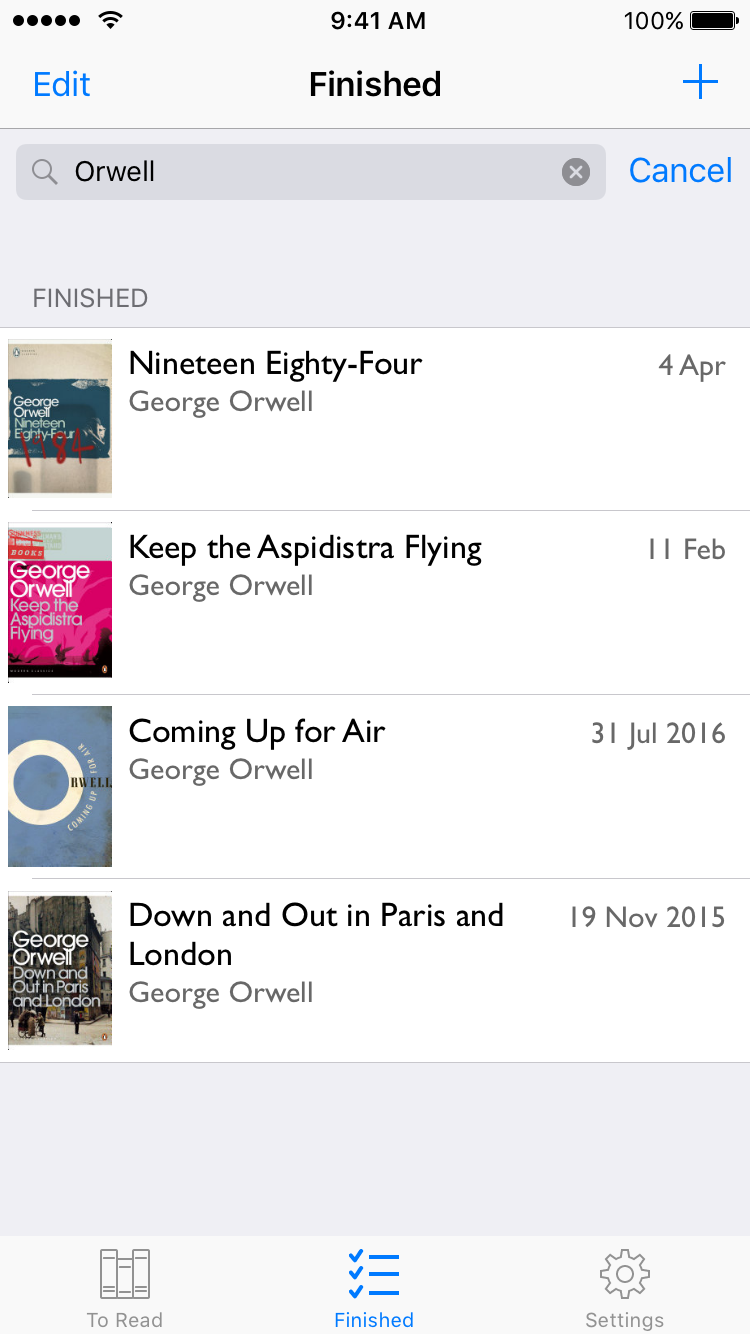 9:41 AM 100%
Edit Finished
Orwell Cancel
FINISHED
George
Orwell
Nineteen
Eighty-Four
1984
Nineteen Eighty-Four 4 Apr
George Orwell
BOOKS
George
Orwell
Keep the
Aspidistra
Flying
Keep the Aspidistra Flying 11 Feb
George Orwell
ORWELL
COMING UP FOR AIR
Coming Up for Air 31 Jul 2016
George Orwell
George
Orwell
Down and
Out in Paris
and London
Down and Out in Paris and 19 Nov 2015
London
George Orwell
To Read Finished Settings